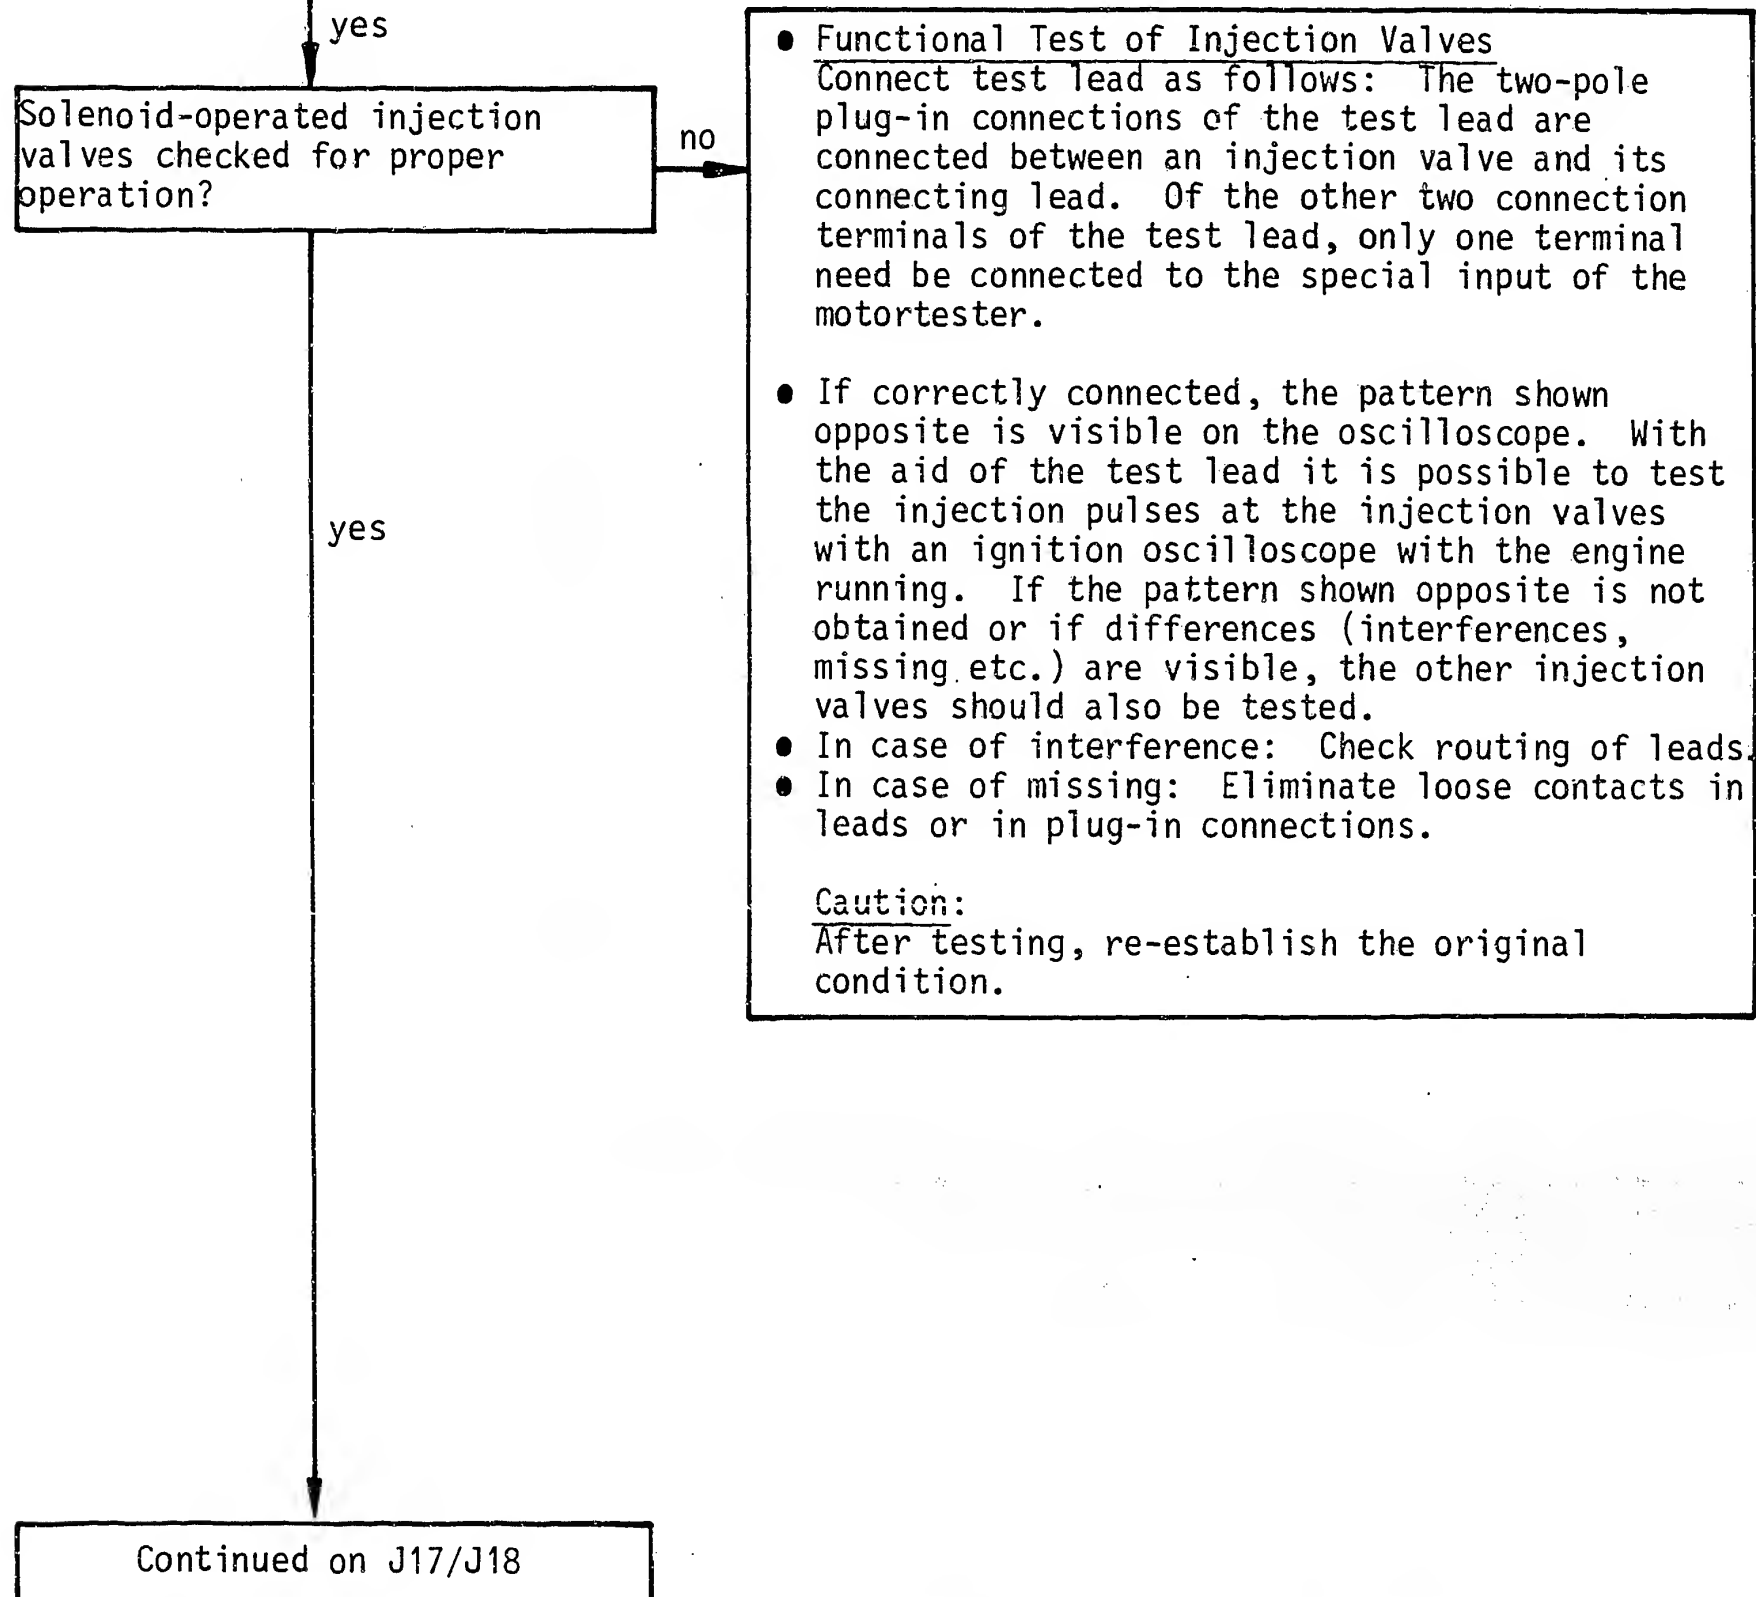 yes
Solenoid-operated injection
valves checked for proper
operation?
no
● Functional Test of Injection Valves
Connect test lead as follows: The two-pole
plug-in connections of the test lead are
connected between an injection valve and its
connecting lead. Of the other two connection
terminals of the test lead, only one terminal
need be connected to the special input of the
motortester.
● If correctly connected, the pattern shown
opposite is visible on the oscilloscope. With
the aid of the test lead it is possible to test
the injection pulses at the injection valves
with an ignition oscilloscope with the engine
running. If the pattern shown opposite is not
obtained or if differences (interferences,
missing etc.) are visible, the other injection
valves should also be tested.
● In case of interference: Check routing of leads.
● In case of missing: Eliminate loose contacts in
leads or in plug-in connections.
Caution:
After testing, re-establish the original
condition.
yes
Continued on J17/J18